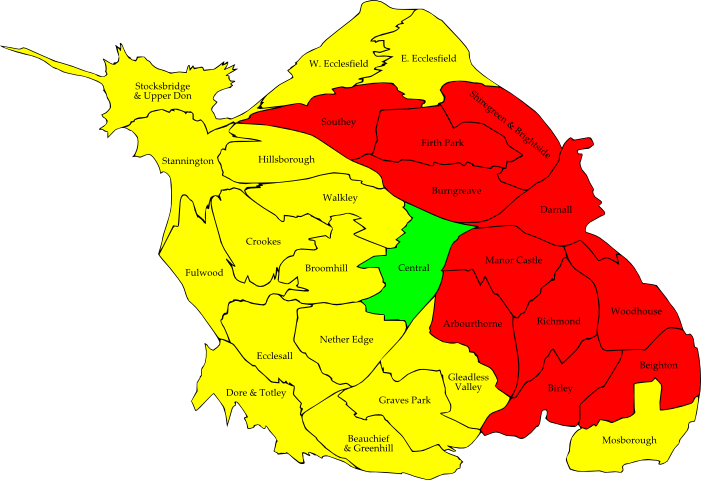 W. Ecclesfield
E. Ecclesfield
Stocksbridge
& Upper Don
Shiregreen & Brightside
Southey
Firth Park
Stannington
Hillsborough
Burngreave
Walkley
Darnall
Crookes
Manor Castle
Fulwood
Broomhill
Central
Woodhouse
Arbourthorne
Richmond
Nether Edge
Ecclesall
Beighton
Gleadless
Valley
Birley
Dore & Totley
Graves Park
Beauchief
& Greenhill
Mosborough